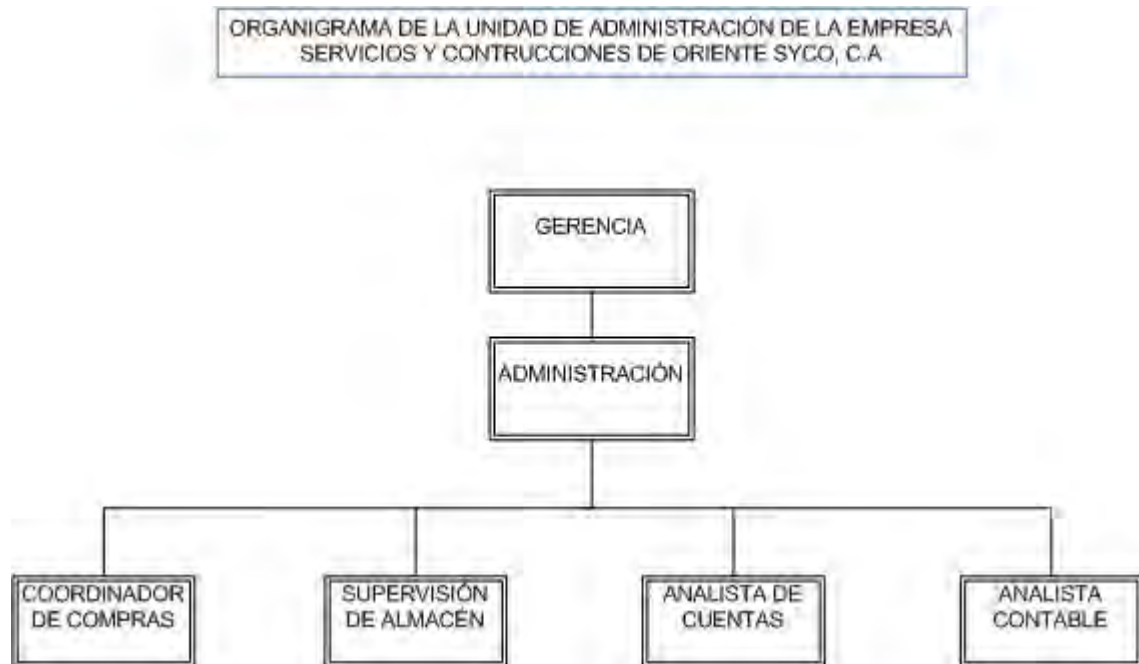 ORGANIGRAMA DE LA UNIDAD DE ADMINISTRACIÓN DE LA EMPRESA
SERVICIOS Y CONTRUCCIONES DE ORIENTE SYCO, C.A
GERENCIA
ADMINISTRACIÓN
COORDINADOR
DE COMPRAS
SUPERVISIÓN
DE ALMACÉN
ANALISTA DE
CUENTAS
ANALISTA
CONTABLE